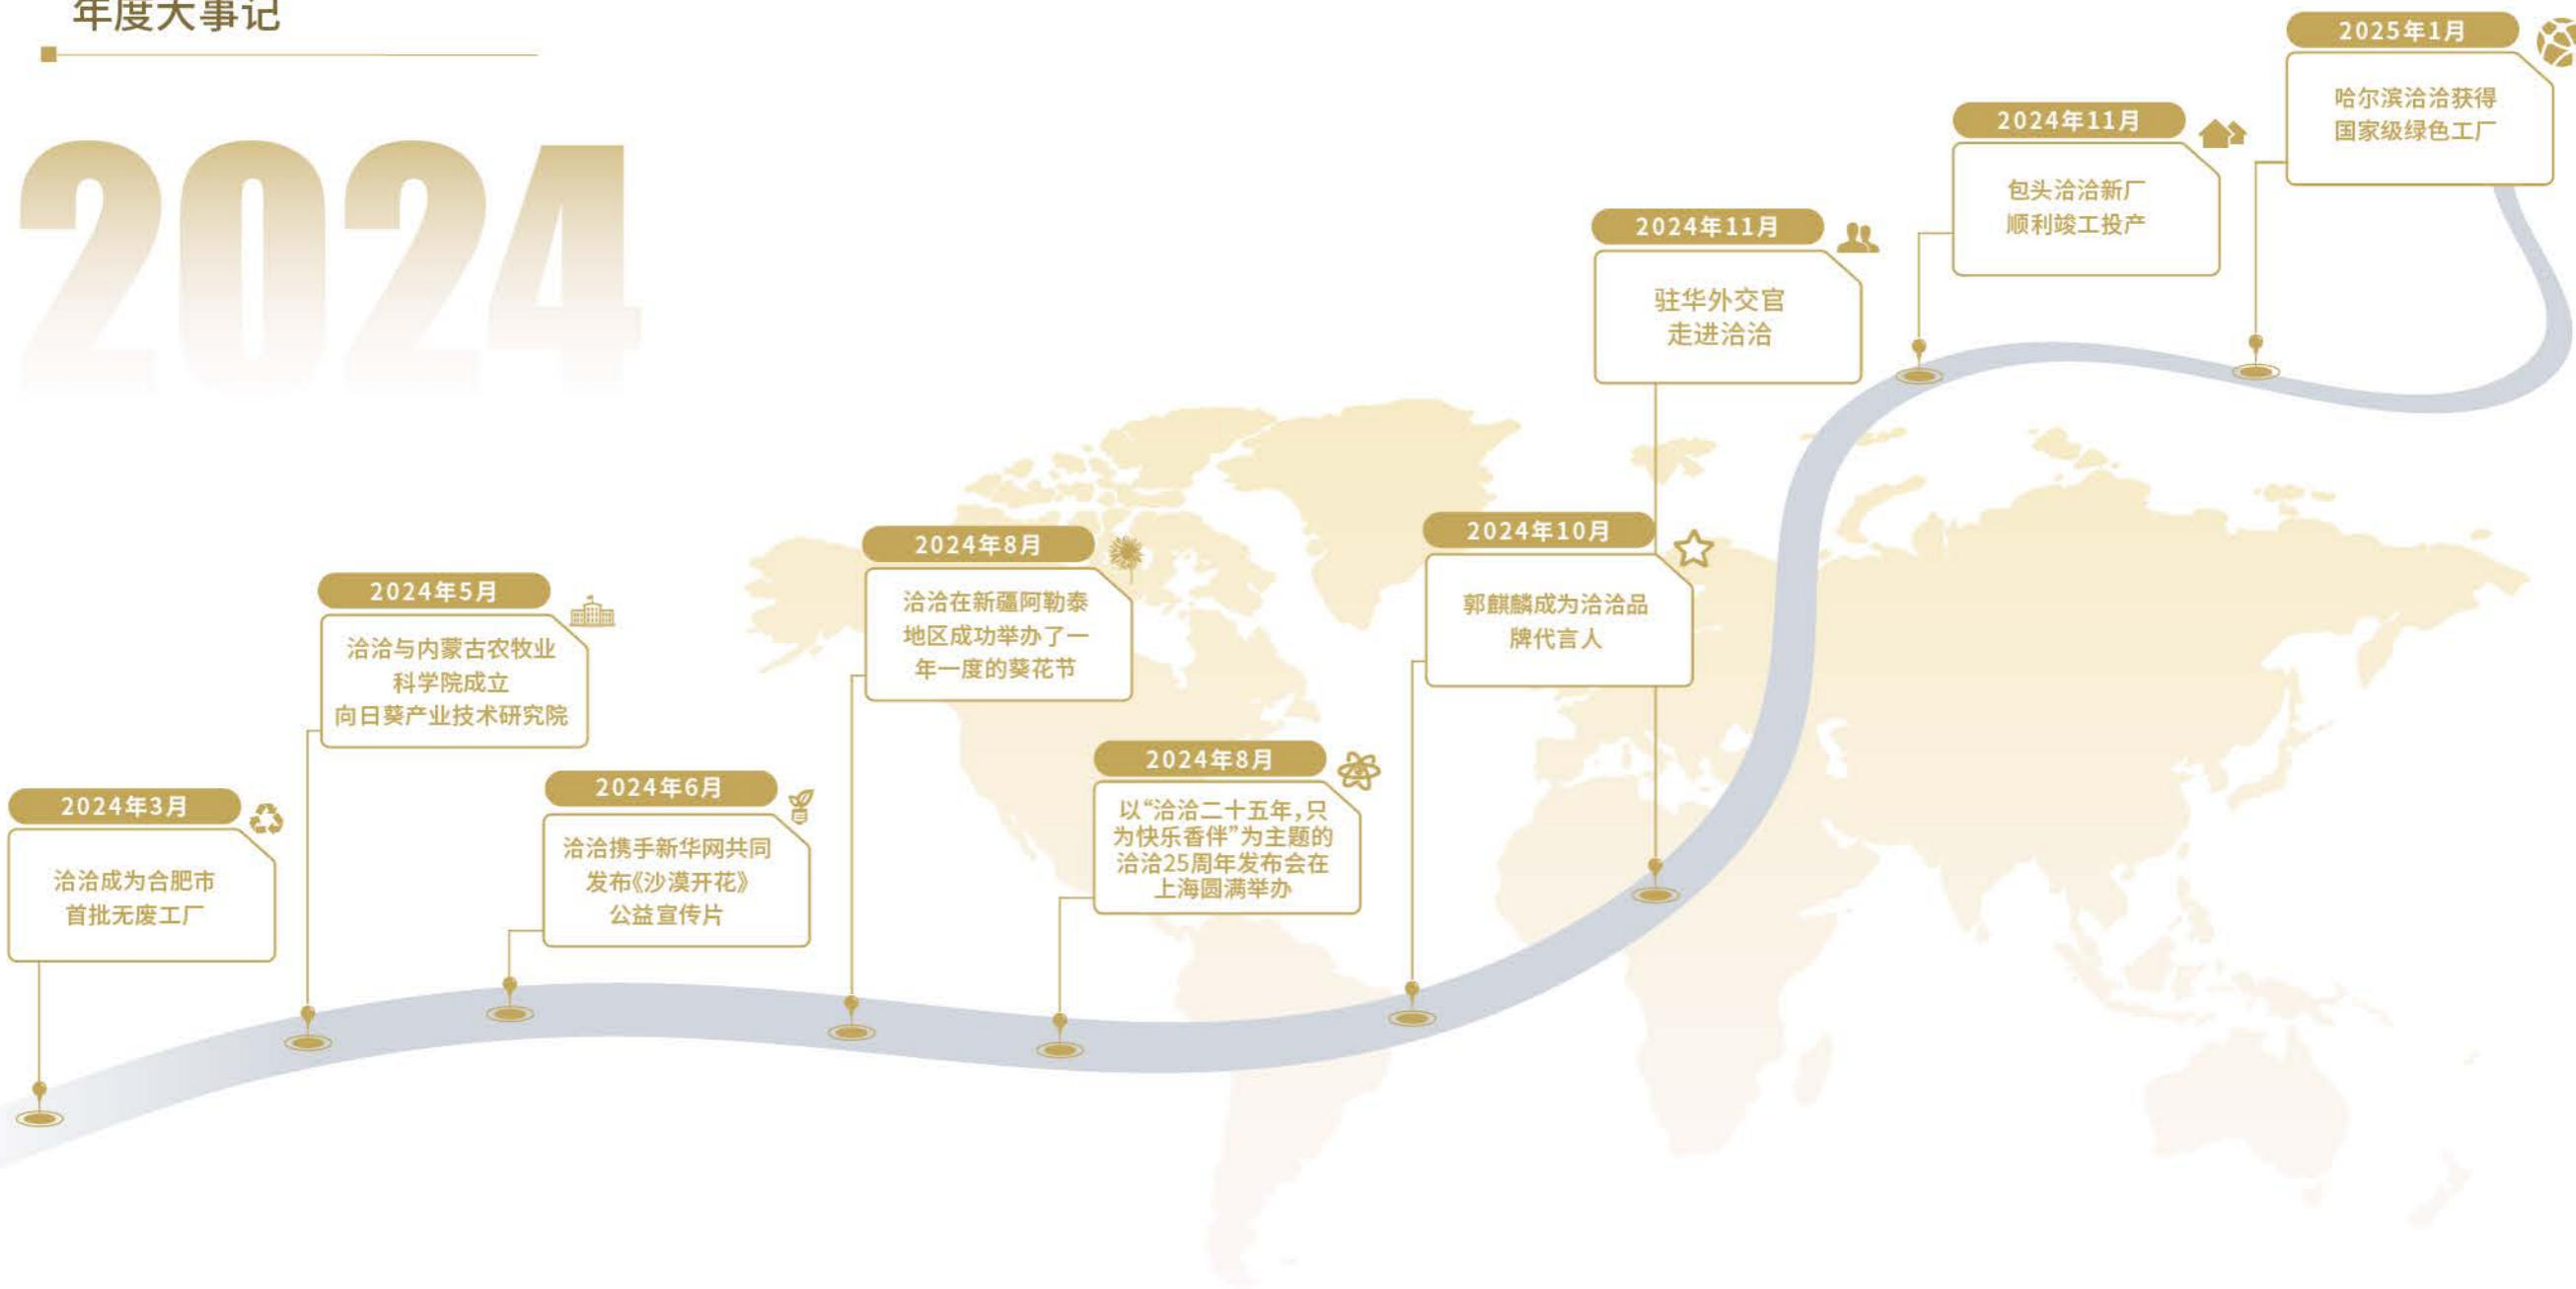 年度大事记
2024
2024年3月
洽洽成为合肥市
首批无废工厂
2024年5月
洽洽与内蒙古农牧业
科学院成立
向日葵产业技术研究院
2024年6月
洽洽携手新华网共同
发布《沙漠开花》
公益宣传片
2024年8月
洽洽在新疆阿勒泰
地区成功举办了一
年一度的葵花节
2024年8月
以“洽洽二十五年,只
为快乐香伴”为主题的
洽洽25周年发布会在
上海圆满举办
2024年10月
郭麒麟成为洽洽品
牌代言人
2024年11月
驻华外交官
走进洽洽
2024年11月
包头洽洽新厂
顺利竣工投产
2025年1月
哈尔滨洽洽获得
国家级绿色工厂